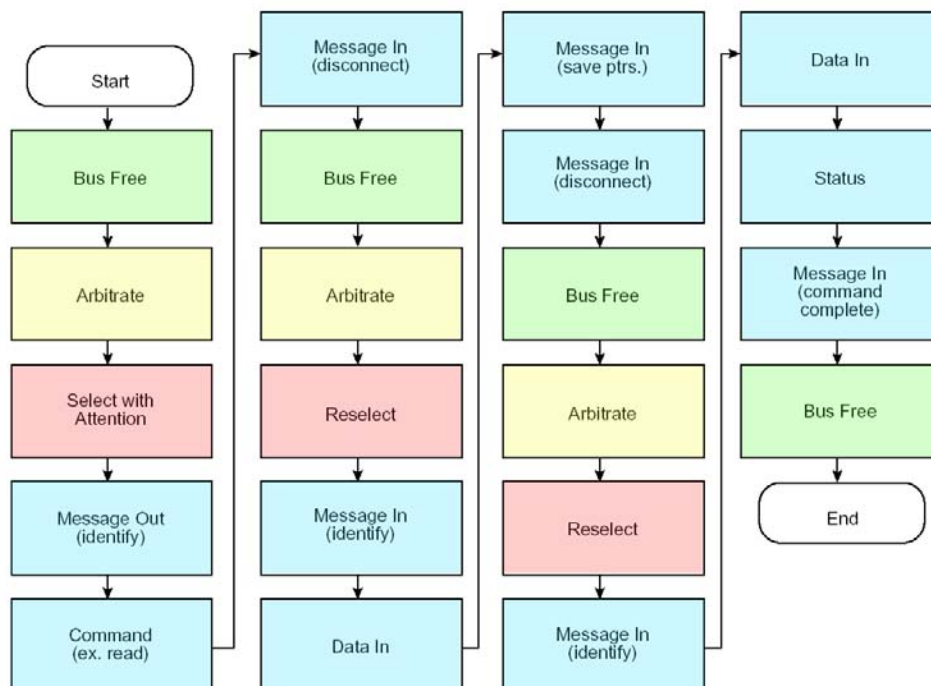 Start
Bus Free
Arbitrate
Select with
Attention
Message Out
(identify)
Command
(ex. read)
Message In
(disconnect)
Bus Free
Arbitrate
Reselect
Message In
(identify)
Data In
Message In
(save ptrs.)
Message In
(disconnect)
Bus Free
Arbitrate
Reselect
Message In
(identify)
Data In
Status
Message In
(command
complete)
Bus Free
End